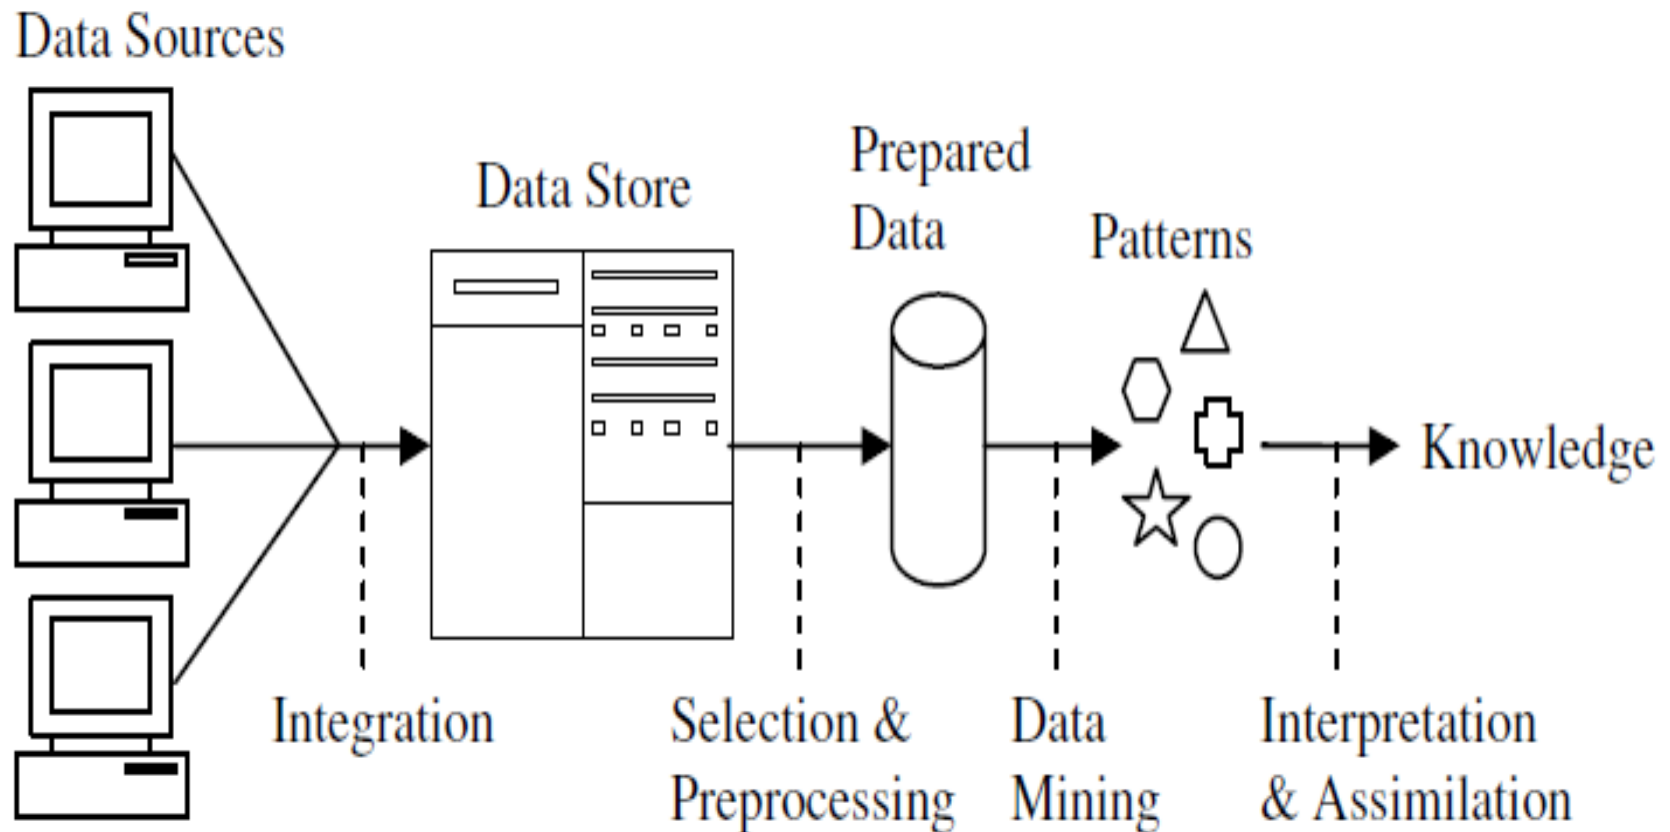 Data Sources
Data Store
Prepared
Data
Patterns
Knowledge
Integration
Selection &
Preprocessing
Data
Mining
Interpretation
& Assimilation